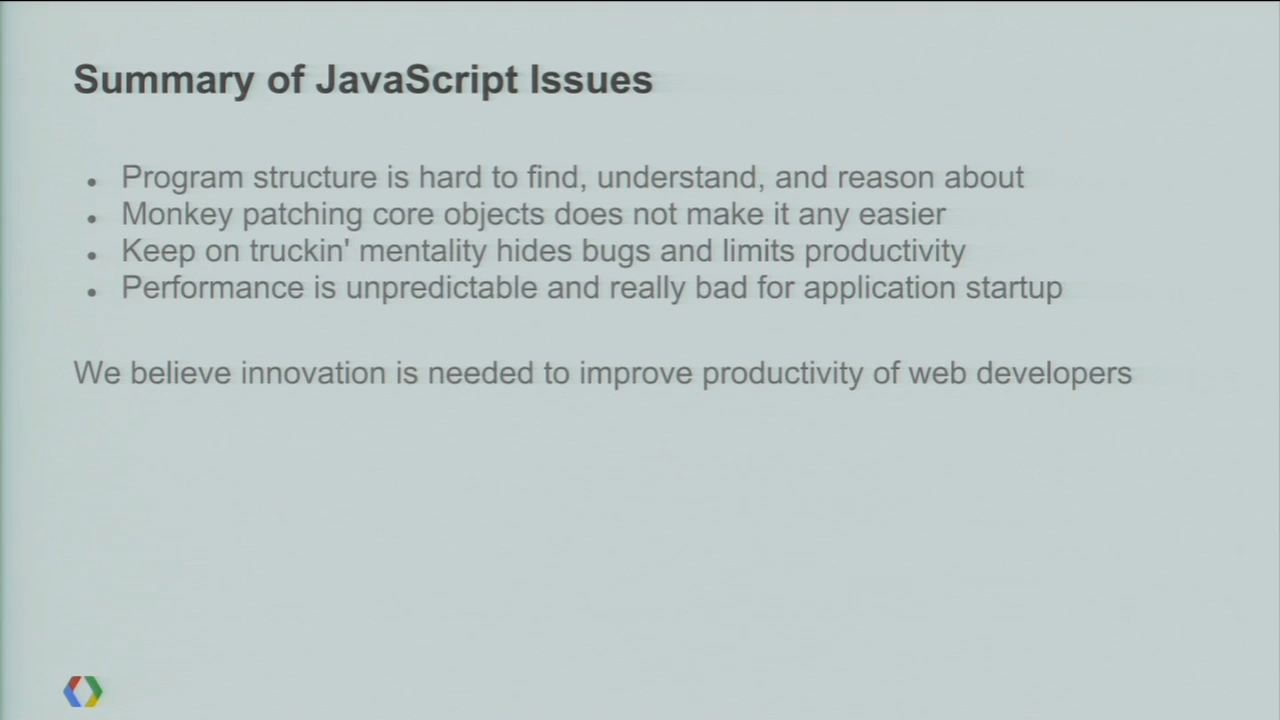 Summary of JavaScript Issues
• Program structure is hard to find, understand, and reason about
• Monkey patching core objects does not make it any easier
• Keep on truckin' mentality hides bugs and limits productivity
• Performance is unpredictable and really bad for application startup
We believe innovation is needed to improve productivity of web developers